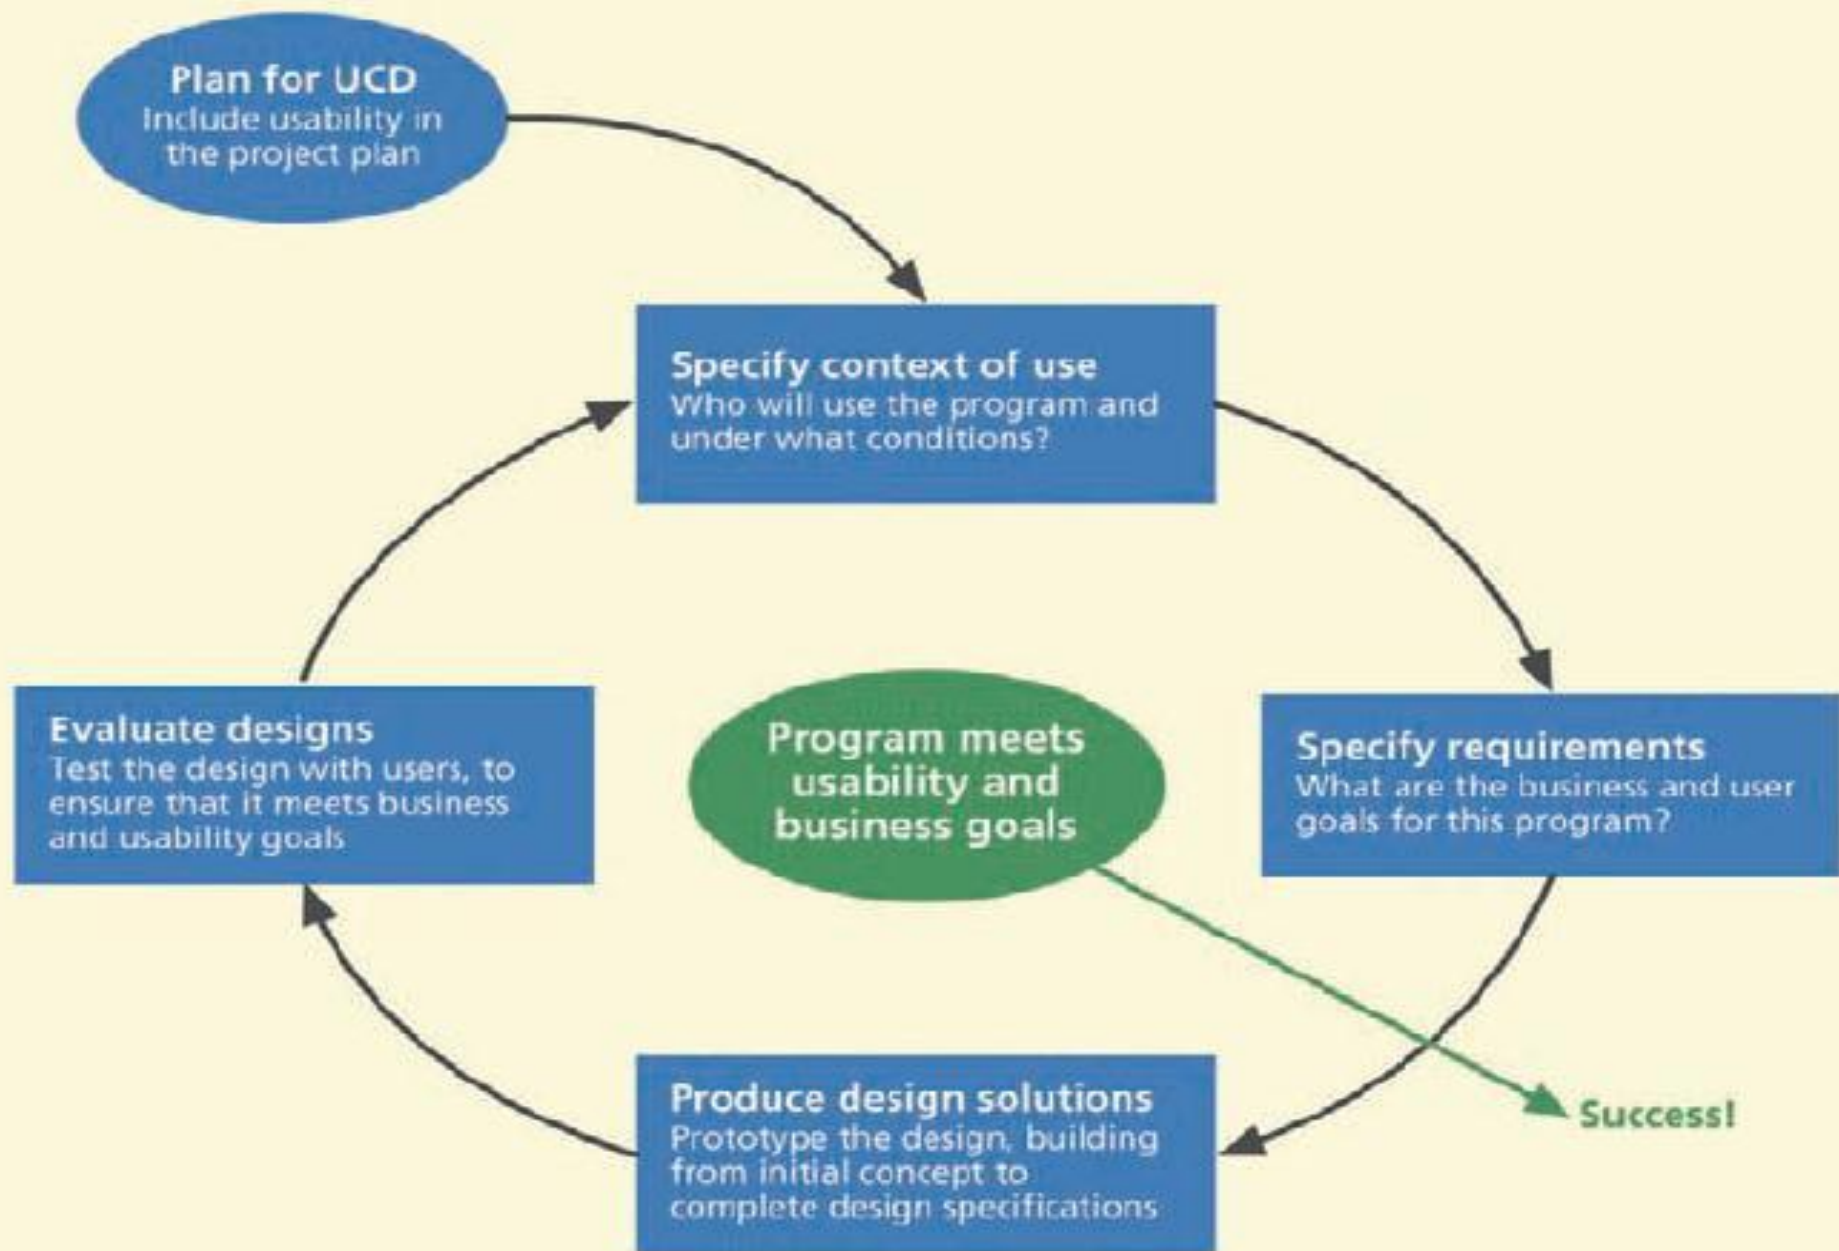 Plan for UCD
Include usability in
the project plan
Specify context of use
Who will use the program and
under what conditions?
Specify requirements
What are the business and user
goals for this program?
Produce design solutions
Prototype the design, building
from initial concept to
complete design specifications
Evaluate designs
Test the design with users, to
ensure that it meets business
and usability goals
Program meets
usability and
business goals
Success!